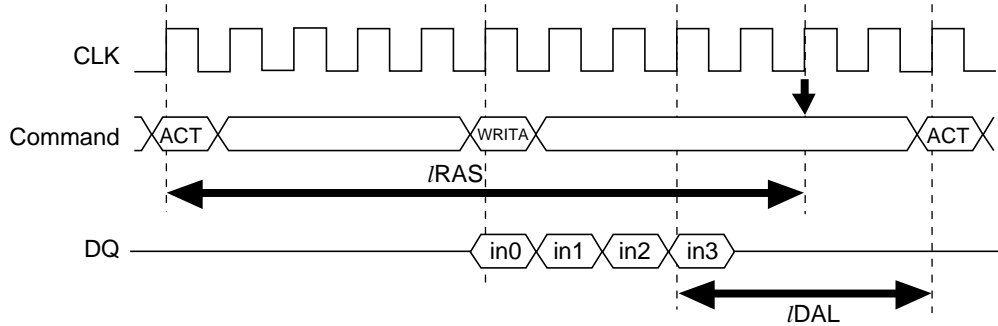 CLK
Command ACT WRITA ACT
lRAS
DQ in0 in1 in2 in3
lDAL